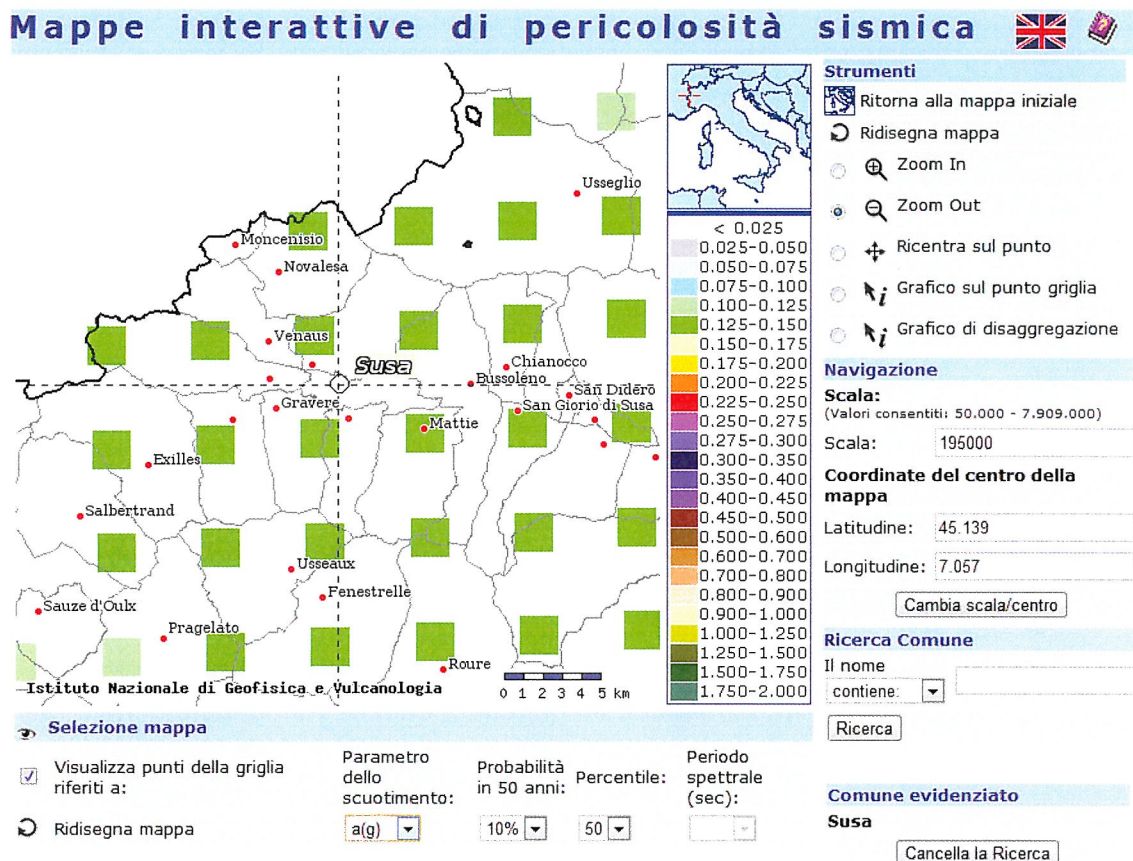 Mappe interattive di pericolosità sismica
Usseglio
Moncenisio
Novalesa
Venaus
Susa
Chianocco
Bussoleno
San Didero
Gravere
San Giorio di Susa
Mattie
Exilles
Salbertrand
Usseaux
Fenestrelle
Sauze d'Oulx
Pragelato
Roure
Istituto Nazionale di Geofisica e Vulcanologia
0 1 2 3 4 5 km
< 0.025
0.025-0.050
0.050-0.075
0.075-0.100
0.100-0.125
0.125-0.150
0.150-0.175
0.175-0.200
0.200-0.225
0.225-0.250
0.250-0.275
0.275-0.300
0.300-0.350
0.350-0.400
0.400-0.450
0.450-0.500
0.500-0.600
0.600-0.700
0.700-0.800
0.800-0.900
0.900-1.000
1.000-1.250
1.250-1.500
1.500-1.750
1.750-2.000
Strumenti
Ritorna alla mappa iniziale
Ridisegna mappa
Zoom In
Zoom Out
Ricentra sul punto
Grafico sul punto griglia
Grafico di disaggregazione
Navigazione
Scala:
(Valori consentiti: 50.000 - 7.909.000)
Scala: 195000
Coordinate del centro della
mappa
Latitudine: 45.139
Longitudine: 7.057
Cambia scala/centro
Ricerca Comune
Il nome
contiene:
Ricerca
Comune evidenziato
Susa
Cancella la Ricerca
Selezione mappa
Visualizza punti della griglia
riferiti a:
Ridisegna mappa
Parametro
dello
scuotimento:
a(g)
Probabilità
in 50 anni:
10%
Percentile:
50
Periodo
spettrale
(sec):